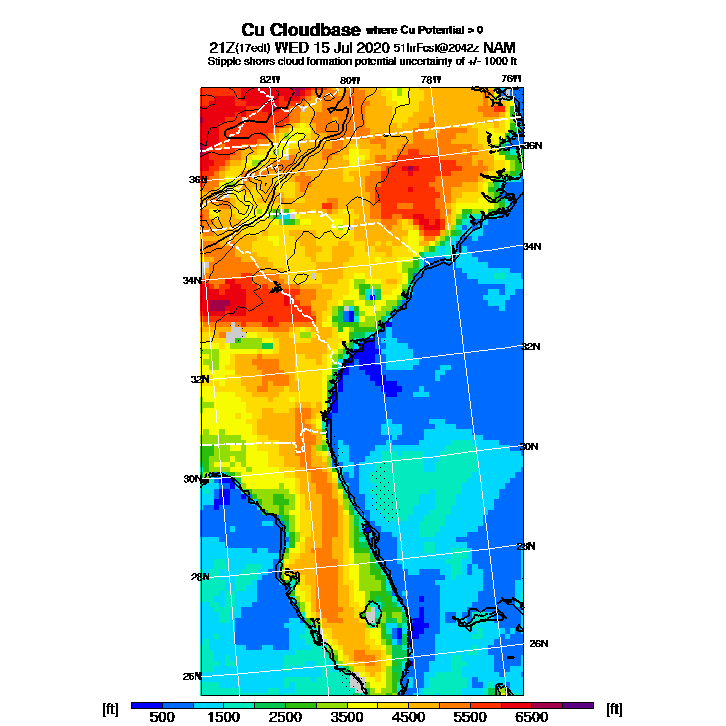 Cu Cloudbase where Cu Potential > 0
21Z(17edt) WED 15 Jul 2020 51hrFcst@2042z NAM
Stipple shows cloud formation potential uncertainty of +/- 1000 ft
82W 80W 78W 76W
36N
36N
34N
34N
32N
32N
30N
30N
28N
28N
26N
26N
[ft] 500 1500 2500 3500 4500 5500 6500 [ft]